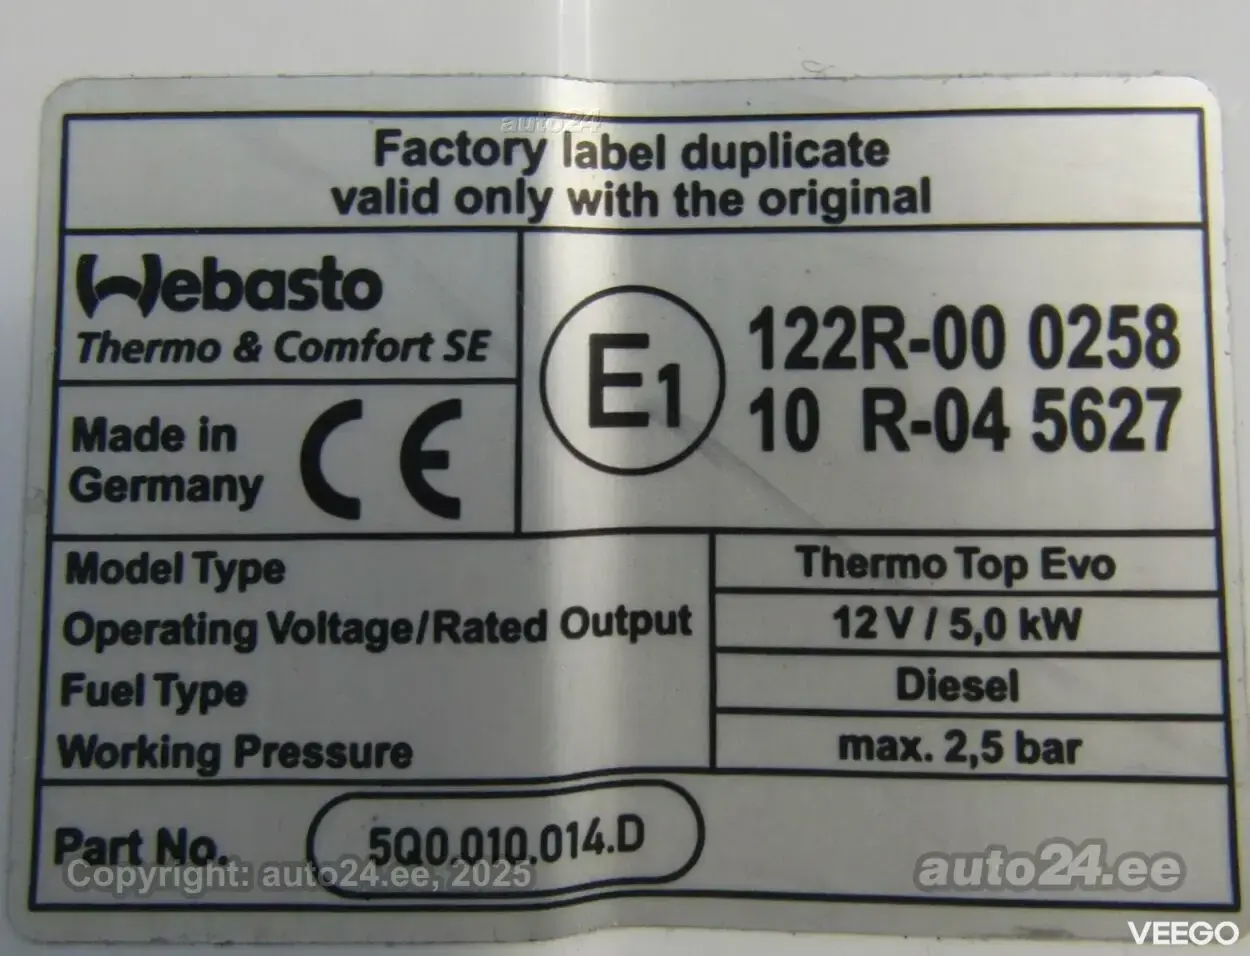 auto24
Factory label duplicate
valid only with the original
Webasto
Thermo & Comfort SE
Made in
Germany
CE
E1
122R-00 0258
10 R-04 5627
Model Type
Thermo Top Evo
Operating Voltage/Rated Output
12 V / 5,0 kW
Fuel Type
Diesel
Working Pressure
max. 2,5 bar
Part No.
5Q0.010.014.D
Copyright: auto24.ee, 2025
auto24.ee
VEEGO